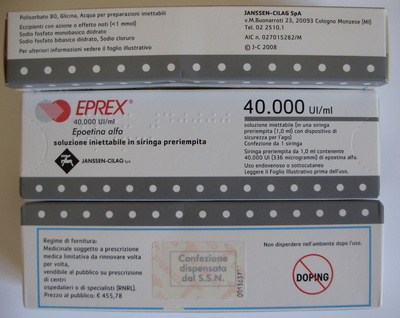 Polisorbato 80, Glicina, Acqua per preparazioni iniettabili
Eccipienti con azione o effetto noti (<1 mmol)
Sodio fosfato monobasico diidrato
Sodio fosfato bibasico diidrato, Sodio cloruro
Per ulteriori informazioni vedere il foglio illustrativo
JANSSEN-CILAG SpA
v.M.Buonarroti 23, 20093 Cologno Monzese (MI)
Tel. 02 2510.1
AIC n. 027015282/M
© J-C 2008
EPREX®
40.000 UI/ml
Epoetina alfa
soluzione iniettabile in siringa preriempita
JANSSEN-CILAG SpA
40.000 UI/ml
soluzione iniettabile (in una siringa
preriempita (1,0 ml) con dispositivo di
sicurezza per l'ago)
Confezione da 1 siringa
Siringa preriempita da 1,0 ml contenente
40.000 UI (336 microgrammi) di epoetina alfa.
Uso endovenoso o sottocutaneo
Leggere il Foglio Illustrativo prima dell'uso.
Regime di fornitura:
Medicinale soggetto a prescrizione
medica limitativa da rinnovare volta
per volta,
vendibile al pubblico su prescrizione
di centri
ospedalieri o di specialisti (RNRL).
Prezzo al pubblico: € 455,78
Confezione
dispensata
dal S.S.N.
Non disperdere nell'ambiente dopo l'uso.
DOPING